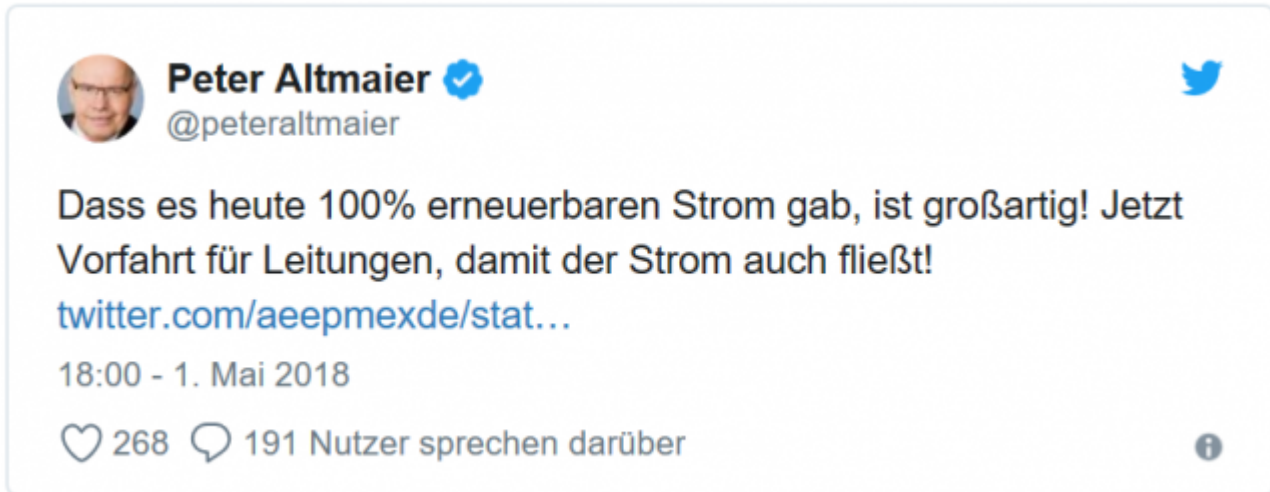 Peter Altmaier
@peteraltmaier
Dass es heute 100% erneuerbaren Strom gab, ist großartig! Jetzt
Vorfahrt für Leitungen, damit der Strom auch fließt!
twitter.com/aeepmexde/stat…
18:00 - 1. Mai 2018
268 191 Nutzer sprechen darüber